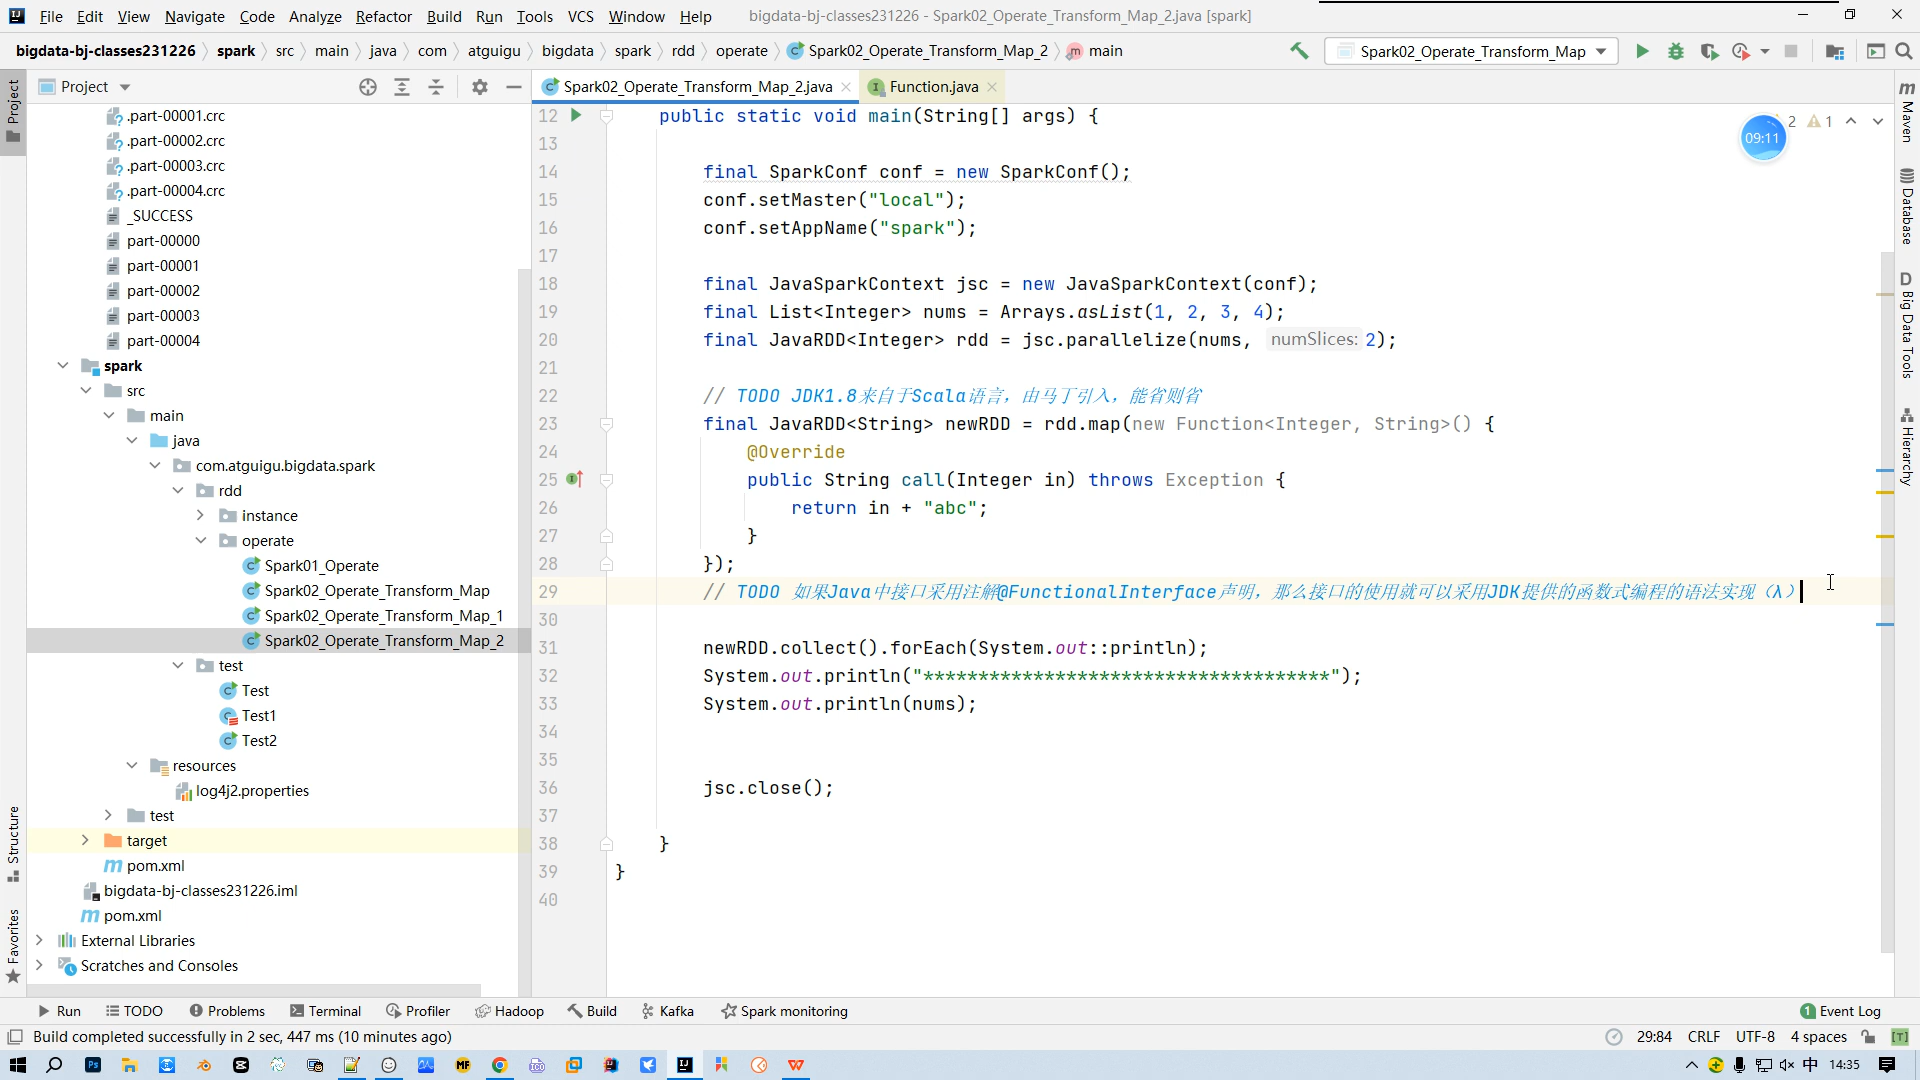 File Edit View Navigate Code Analyze Refactor Build Run Tools VCS Window Help bigdata-bj-classes231226 - Spark02_Operate_Transform_Map_2.java [spark]
bigdata-bj-classes231226 spark src main java com atguigu bigdata spark rdd operate Spark02_Operate_Transform_Map_2 main Spark02_Operate_Transform_Map
Project Spark02_Operate_Transform_Map_2.java Function.java
Project
Structure
Favorites
.part-00001.crc
.part-00002.crc
.part-00003.crc
.part-00004.crc
_SUCCESS
part-00000
part-00001
part-00002
part-00003
part-00004
spark
src
main
java
com.atguigu.bigdata.spark
rdd
instance
operate
Spark01_Operate
Spark02_Operate_Transform_Map
Spark02_Operate_Transform_Map_1
Spark02_Operate_Transform_Map_2
test
Test
Test1
Test2
resources
log4j2.properties
test
target
pom.xml
bigdata-bj-classes231226.iml
pom.xml
External Libraries
Scratches and Consoles
12 public static void main(String[] args) {
13
14 final SparkConf conf = new SparkConf();
15 conf.setMaster("local");
16 conf.setAppName("spark");
17
18 final JavaSparkContext jsc = new JavaSparkContext(conf);
19 final List<Integer> nums = Arrays.asList(1, 2, 3, 4);
20 final JavaRDD<Integer> rdd = jsc.parallelize(nums, numSlices: 2);
21
22 // TODO JDK1.8来自于Scala语言，由马丁引入，能省则省
23 final JavaRDD<String> newRDD = rdd.map(new Function<Integer, String>() {
24 @Override
25 public String call(Integer in) throws Exception {
26 return in + "abc";
27 }
28 });
29 // TODO 如果Java中接口采用注解@FunctionalInterface声明，那么接口的使用就可以采用JDK提供的函数式编程的语法实现（λ）
30
31 newRDD.collect().forEach(System.out::println);
32 System.out.println("*************************************");
33 System.out.println(nums);
34
35
36 jsc.close();
37
38 }
39 }
40
2 1
09:11
Maven
Database
Big Data Tools
Hierarchy
Run TODO Problems Terminal Profiler Hadoop Build Kafka Spark monitoring 1 Event Log
Build completed successfully in 2 sec, 447 ms (10 minutes ago) 29:84 CRLF UTF-8 4 spaces
中 14:35